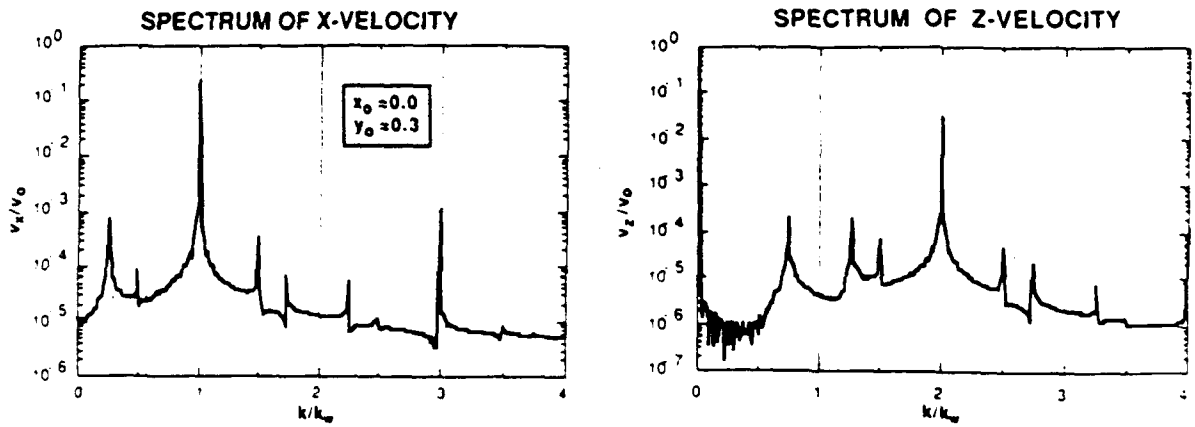 SPECTRUM OF X-VELOCITY
10⁰
10⁻¹
10⁻²
10⁻³
10⁻⁴
10⁻⁵
10⁻⁶
vₓ/v₀
x₀ = 0.0
y₀ = 0.3
0 1 2 3 4
k/k_w
SPECTRUM OF Z-VELOCITY
10⁰
10⁻¹
10⁻²
10⁻³
10⁻⁴
10⁻⁵
10⁻⁶
10⁻⁷
v_z/v₀
0 1 2 3 4
k/k_w